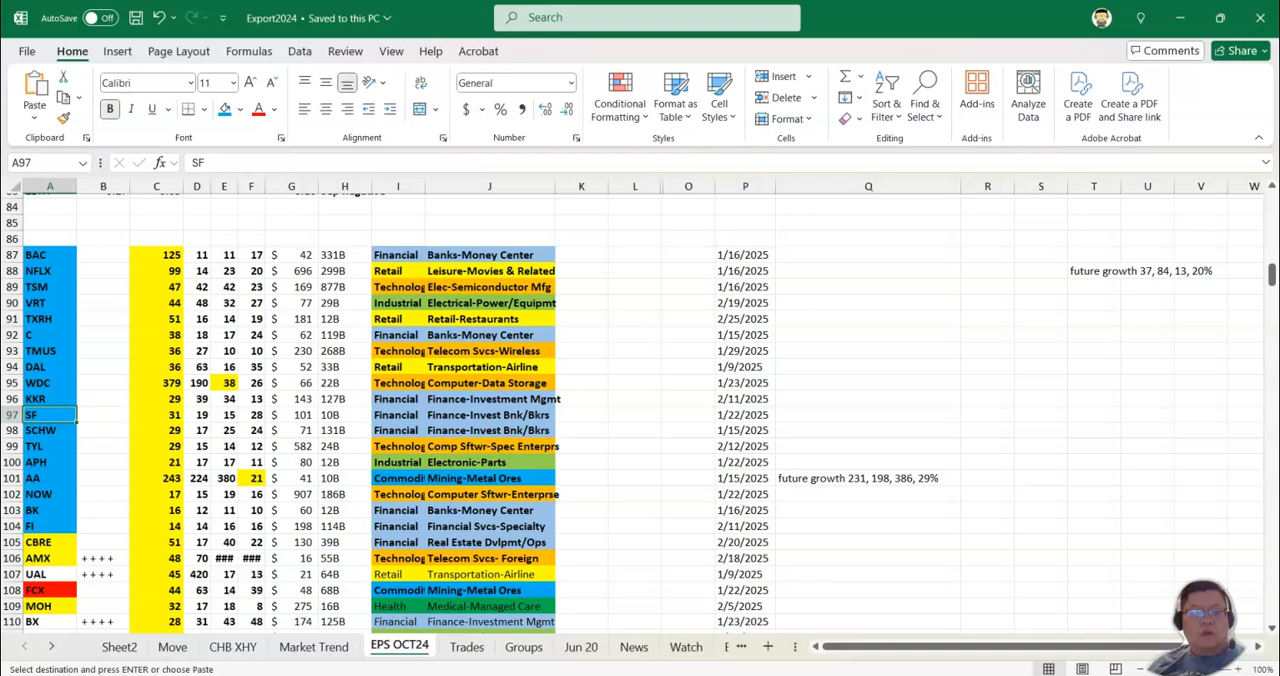 AutoSave Off Export2024 • Saved to this PC Search
File Home Insert Page Layout Formulas Data Review View Help Acrobat Comments Share
Paste Calibri 11 General Conditional Formatting Format as Table Cell Styles Insert Delete Format Sort & Filter Find & Select Add-ins Analyze Data Create a PDF Create a PDF and Share link
Clipboard Font Alignment Number Styles Cells Editing Add-ins Adobe Acrobat
A97 fx SF
A B C D E F G H I J K L O P Q R S T U V W
84
85
86
87 BAC 125 11 11 17 $ 42 331B Financial Banks-Money Center 1/16/2025
88 NFLX 99 14 23 20 $ 696 299B Retail Leisure-Movies & Related 1/16/2025 future growth 37, 84, 13, 20%
89 TSM 47 42 42 23 $ 169 877B Technolog Elec-Semiconductor Mfg 1/16/2025
90 VRT 44 48 32 27 $ 77 29B Industrial Electrical-Power/Equipmt 2/19/2025
91 TXRH 51 16 14 19 $ 181 12B Retail Retail-Restaurants 2/25/2025
92 C 38 18 17 24 $ 62 119B Financial Banks-Money Center 1/15/2025
93 TMUS 36 27 10 10 $ 230 268B Technolog Telecom Svcs-Wireless 1/29/2025
94 DAL 36 63 16 35 $ 52 33B Retail Transportation-Airline 1/9/2025
95 WDC 379 190 38 26 $ 66 22B Technolog Computer-Data Storage 1/23/2025
96 KKR 29 39 34 13 $ 143 127B Financial Finance-Investment Mgmt 2/11/2025
97 SF 31 19 15 28 $ 101 10B Financial Finance-Invest Bnk/Bkrs 1/22/2025
98 SCHW 29 17 25 24 $ 71 131B Financial Finance-Invest Bnk/Bkrs 1/15/2025
99 TYL 29 15 14 12 $ 582 24B Technolog Comp Sftwr-Spec Enterprs 2/12/2025
100 APH 21 17 17 11 $ 80 12B Industrial Electronic-Parts 1/22/2025
101 AA 243 224 380 21 $ 41 10B Commodi Mining-Metal Ores 1/15/2025 future growth 231, 198, 386, 29%
102 NOW 17 15 19 16 $ 907 186B Technolog Computer Sftwr-Enterprse 1/22/2025
103 BK 16 12 11 10 $ 60 12B Financial Banks-Money Center 1/16/2025
104 FI 14 14 16 16 $ 198 114B Financial Financial Svcs-Specialty 2/11/2025
105 CBRE 51 17 40 22 $ 130 39B Financial Real Estate Dvlpmt/Ops 2/20/2025
106 AMX ++++ 48 70 ### ### $ 16 55B Technolog Telecom Svcs- Foreign 2/18/2025
107 UAL ++++ 45 420 17 13 $ 21 64B Retail Transportation-Airline 1/9/2025
108 FCX 44 63 14 39 $ 48 68B Commodi Mining-Metal Ores 1/22/2025
109 MOH 32 17 18 8 $ 275 16B Health Medical-Managed Care 2/5/2025
110 BX ++++ 28 31 43 48 $ 174 125B Financial Finance-Investment Mgmt 1/23/2025
Sheet2 Move CHB XHY Market Trend EPS OCT24 Trades Groups Jun 20 News Watch
Select destination and press ENTER or choose Paste 100%